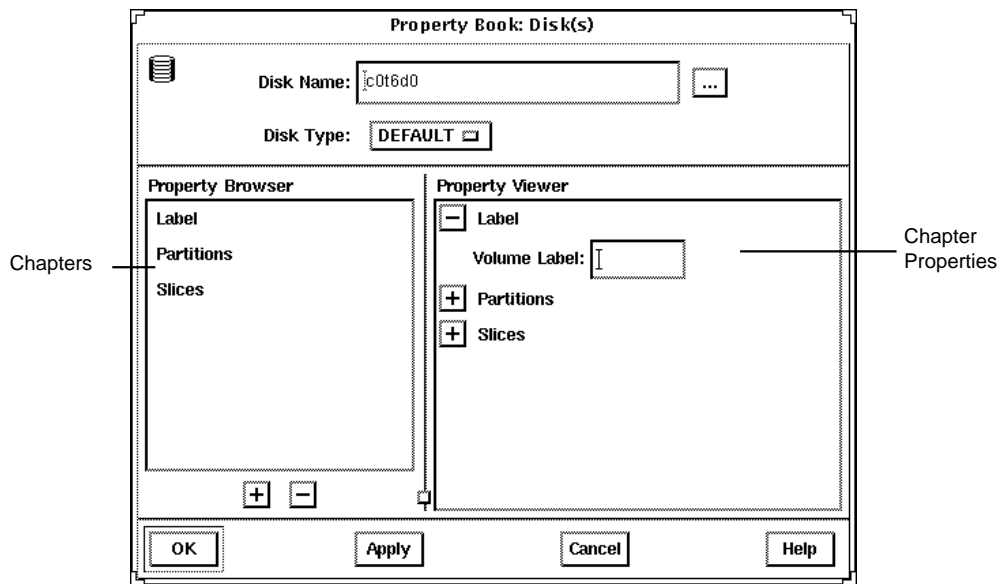 Property Book: Disk(s)
Disk Name: c0t6d0 ...
Disk Type: DEFAULT
Property Browser
Label
Partitions
Slices
+ −
Property Viewer
− Label
Volume Label:
+ Partitions
+ Slices
OK Apply Cancel Help
Chapters
Chapter
Properties